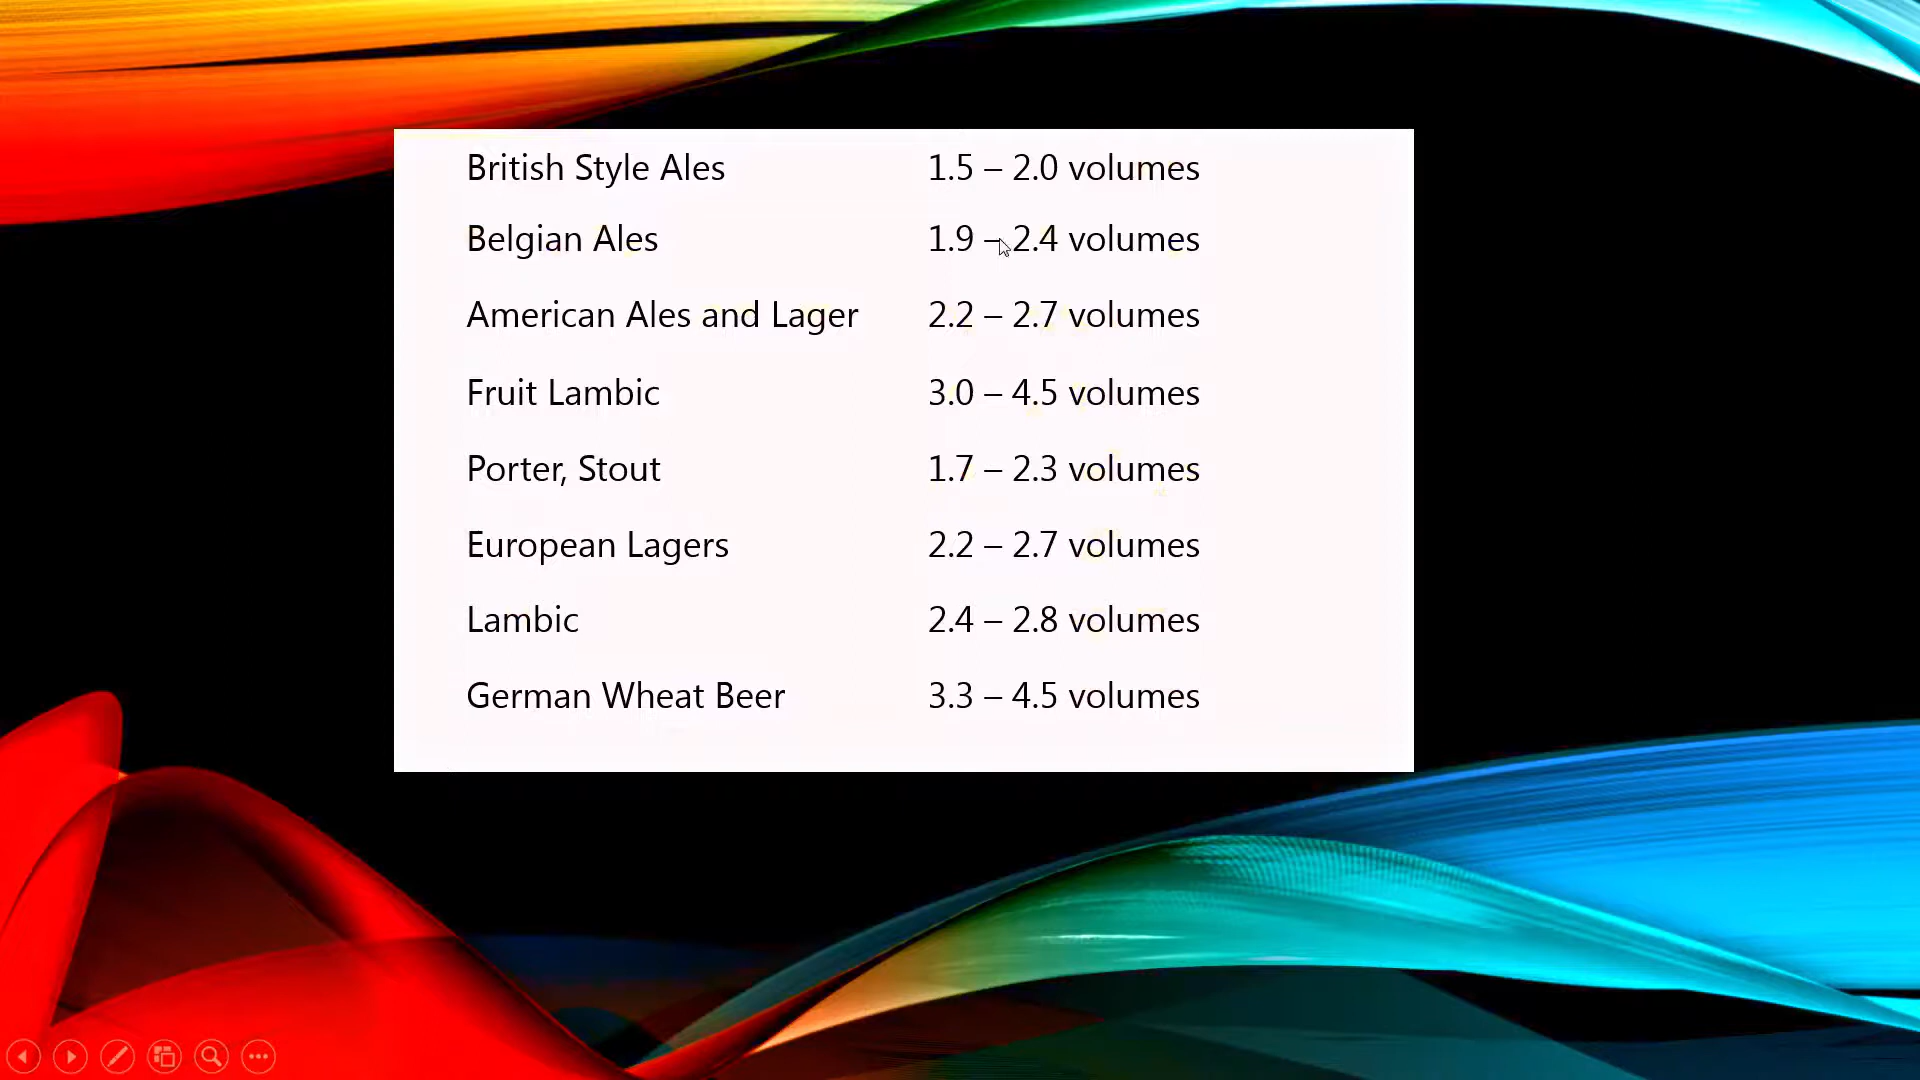 British Style Ales 1.5 – 2.0 volumes
Belgian Ales 1.9 – 2.4 volumes
American Ales and Lager 2.2 – 2.7 volumes
Fruit Lambic 3.0 – 4.5 volumes
Porter, Stout 1.7 – 2.3 volumes
European Lagers 2.2 – 2.7 volumes
Lambic 2.4 – 2.8 volumes
German Wheat Beer 3.3 – 4.5 volumes